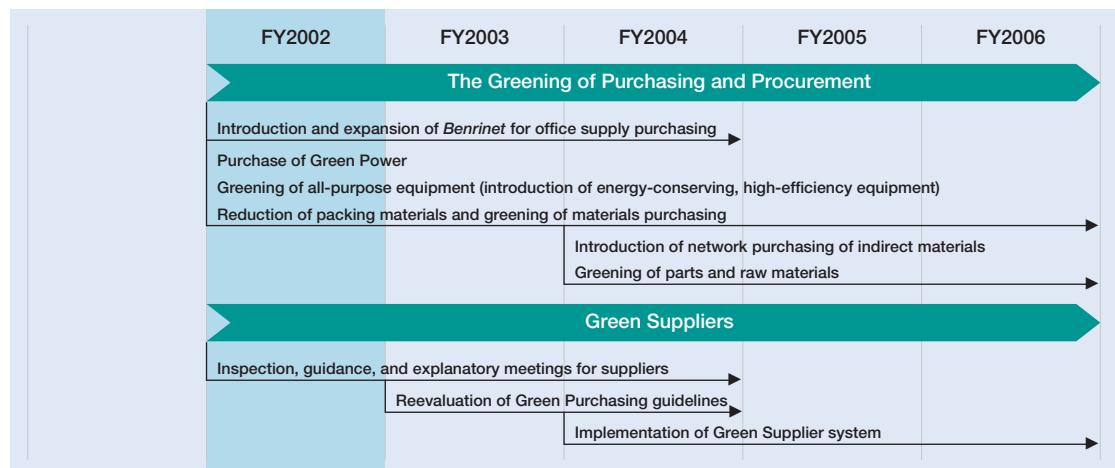 FY2002 FY2003 FY2004 FY2005 FY2006
The Greening of Purchasing and Procurement
Introduction and expansion of Benrinet for office supply purchasing
Purchase of Green Power
Greening of all-purpose equipment (introduction of energy-conserving, high-efficiency equipment)
Reduction of packing materials and greening of materials purchasing
Introduction of network purchasing of indirect materials
Greening of parts and raw materials
Green Suppliers
Inspection, guidance, and explanatory meetings for suppliers
Reevaluation of Green Purchasing guidelines
Implementation of Green Supplier system